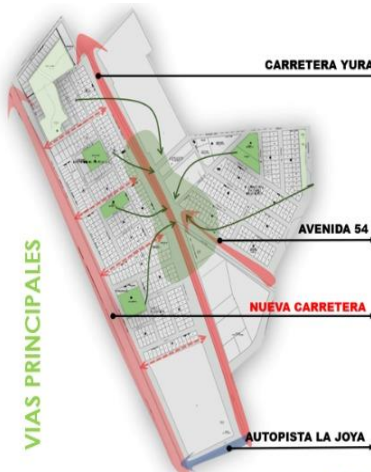 CARRETERA YURA
AVENIDA 54
NUEVA CARRETERA
AUTOPISTA LA JOYA
VIAS PRINCIPALES